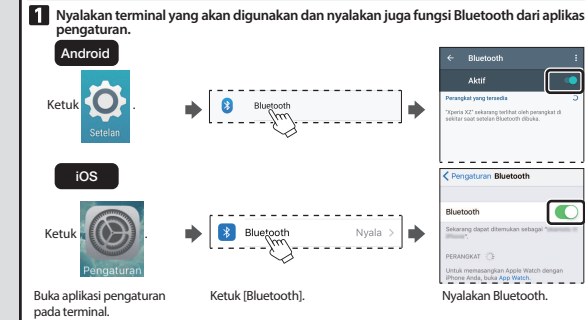 1 Nyalakan terminal yang akan digunakan dan nyalakan juga fungsi Bluetooth dari aplikas
pengaturan.
Android
Ketuk
.
Setelan
Bluetooth
Bluetooth
Aktif
Perangkat yang tersedia
"Xperia XZ" sekarang terlihat oleh perangkat di
sekitar saat setelan Bluetooth dibuka.
iOS
Ketuk
.
Pengaturan
Bluetooth
Nyala
Pengaturan Bluetooth
Bluetooth
Sekarang dapat ditemukan sebagai "
PERANGKAT
Untuk memasangkan Apple Watch dengan
iPhone Anda, buka App Watch.
Buka aplikasi pengaturan
pada terminal.
Ketuk [Bluetooth].
Nyalakan Bluetooth.